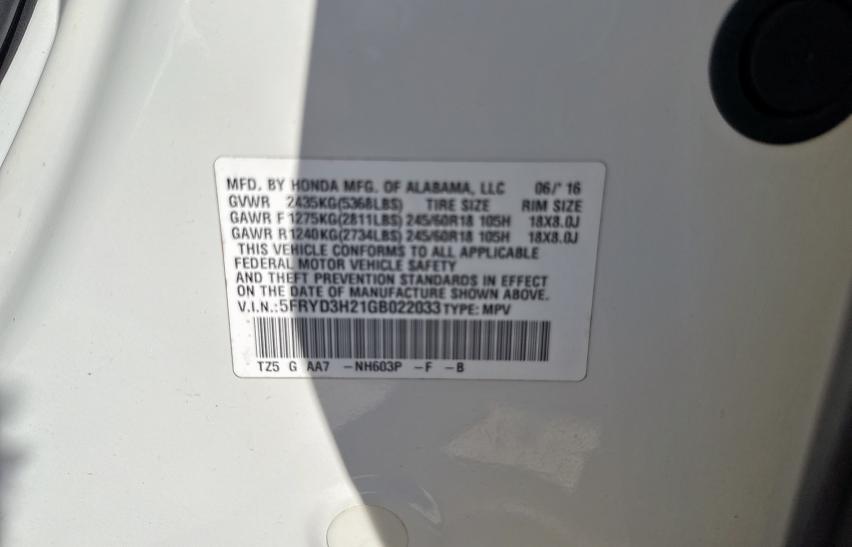 MFD. BY HONDA MFG. OF ALABAMA, LLC 06/'16
GVWR 2435KG(5368LBS) TIRE SIZE RIM SIZE
GAWR F 1275KG(2811LBS) 245/60R18 105H 18X8.0J
GAWR R 1240KG(2734LBS) 245/60R18 105H 18X8.0J
THIS VEHICLE CONFORMS TO ALL APPLICABLE
FEDERAL MOTOR VEHICLE SAFETY
AND THEFT PREVENTION STANDARDS IN EFFECT
ON THE DATE OF MANUFACTURE SHOWN ABOVE.
V.I.N.:5FRYD3H21GB022033 TYPE: MPV
TZ5 G AA7 -NH603P -F -B